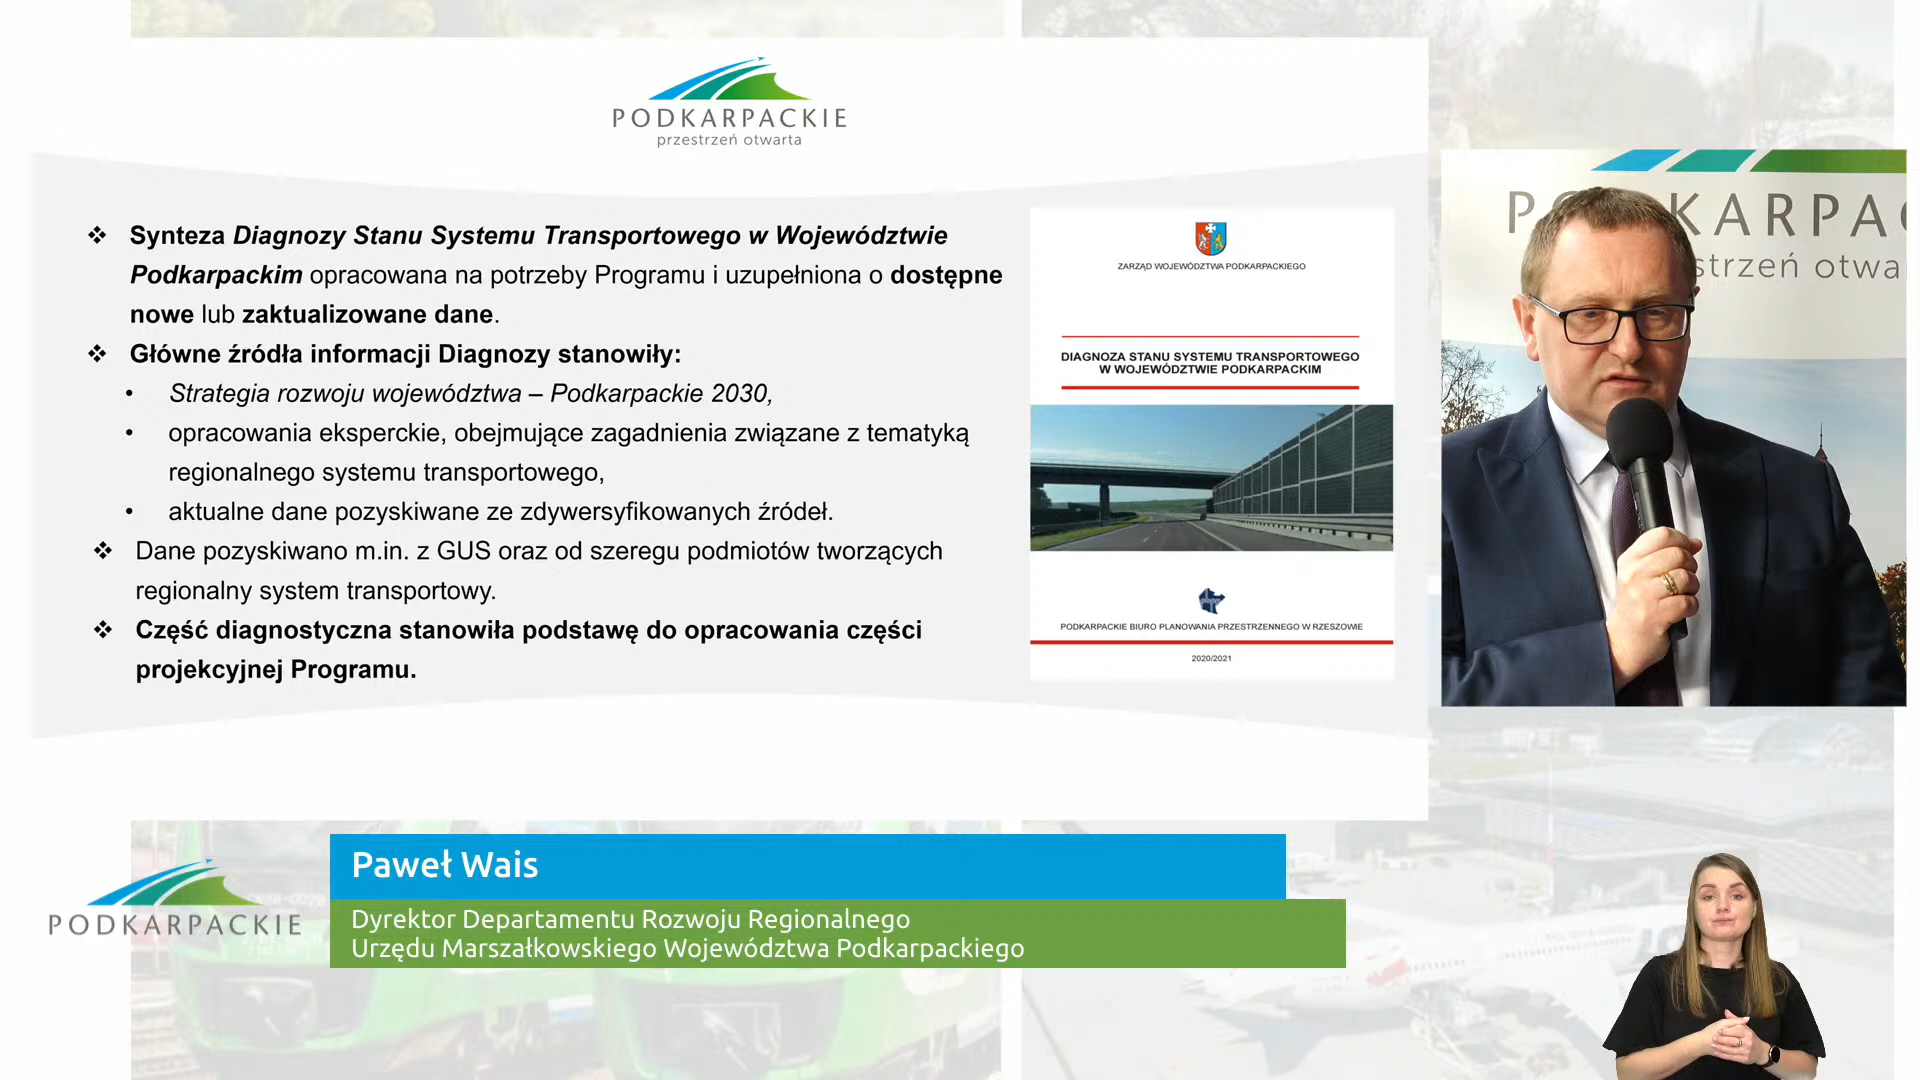 PODKARPACKIE
przestrzeń otwarta
❖ Synteza Diagnozy Stanu Systemu Transportowego w Województwie
Podkarpackim opracowana na potrzeby Programu i uzupełniona o dostępne
nowe lub zaktualizowane dane.
❖ Główne źródła informacji Diagnozy stanowiły:
• Strategia rozwoju województwa – Podkarpackie 2030,
• opracowania eksperckie, obejmujące zagadnienia związane z tematyką
regionalnego systemu transportowego,
• aktualne dane pozyskiwane ze zdywersyfikowanych źródeł.
❖ Dane pozyskiwano m.in. z GUS oraz od szeregu podmiotów tworzących
regionalny system transportowy.
❖ Część diagnostyczna stanowiła podstawę do opracowania części
projekcyjnej Programu.
ZARZĄD WOJEWÓDZTWA PODKARPACKIEGO
DIAGNOZA STANU SYSTEMU TRANSPORTOWEGO
W WOJEWÓDZTWIE PODKARPACKIM
PODKARPACKIE BIURO PLANOWANIA PRZESTRZENNEGO W RZESZOWIE
2020/2021
P KARPAC
strzeń otwa
PODKARPACKIE
Paweł Wais
Dyrektor Departamentu Rozwoju Regionalnego
Urzędu Marszałkowskiego Województwa Podkarpackiego